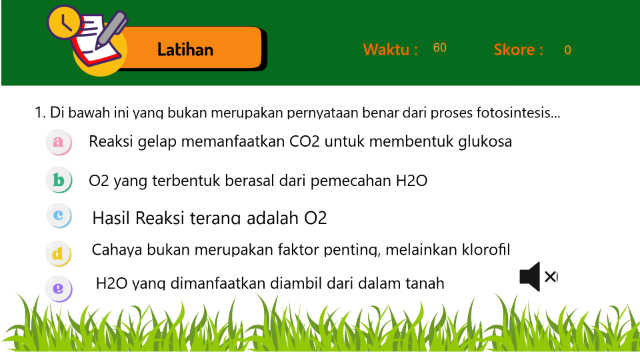 Latihan
Waktu : 60
Skore : 0
1. Di bawah ini yang bukan merupakan pernyataan benar dari proses fotosintesis...
a Reaksi gelap memanfaatkan CO2 untuk membentuk glukosa
b O2 yang terbentuk berasal dari pemecahan H2O
c Hasil Reaksi terang adalah O2
d Cahaya bukan merupakan faktor penting, melainkan klorofil
e H2O yang dimanfaatkan diambil dari dalam tanah